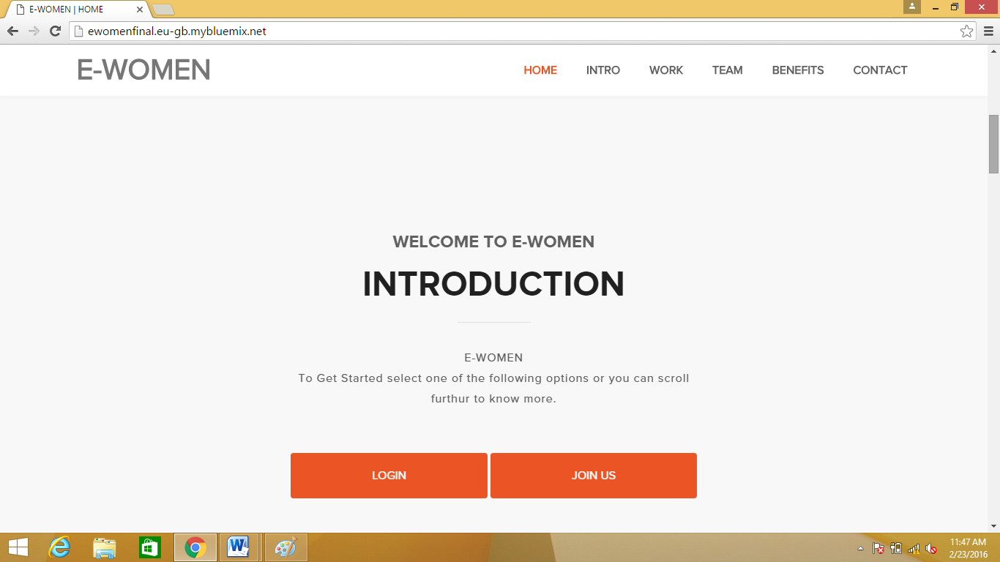 E-WOMEN | HOME
ewomenfinal.eu-gb.mybluemix.net
E-WOMEN
HOME INTRO WORK TEAM BENEFITS CONTACT
WELCOME TO E-WOMEN
INTRODUCTION
E-WOMEN
To Get Started select one of the following options or you can scroll
furthur to know more.
LOGIN JOIN US
11:47 AM
2/23/2016